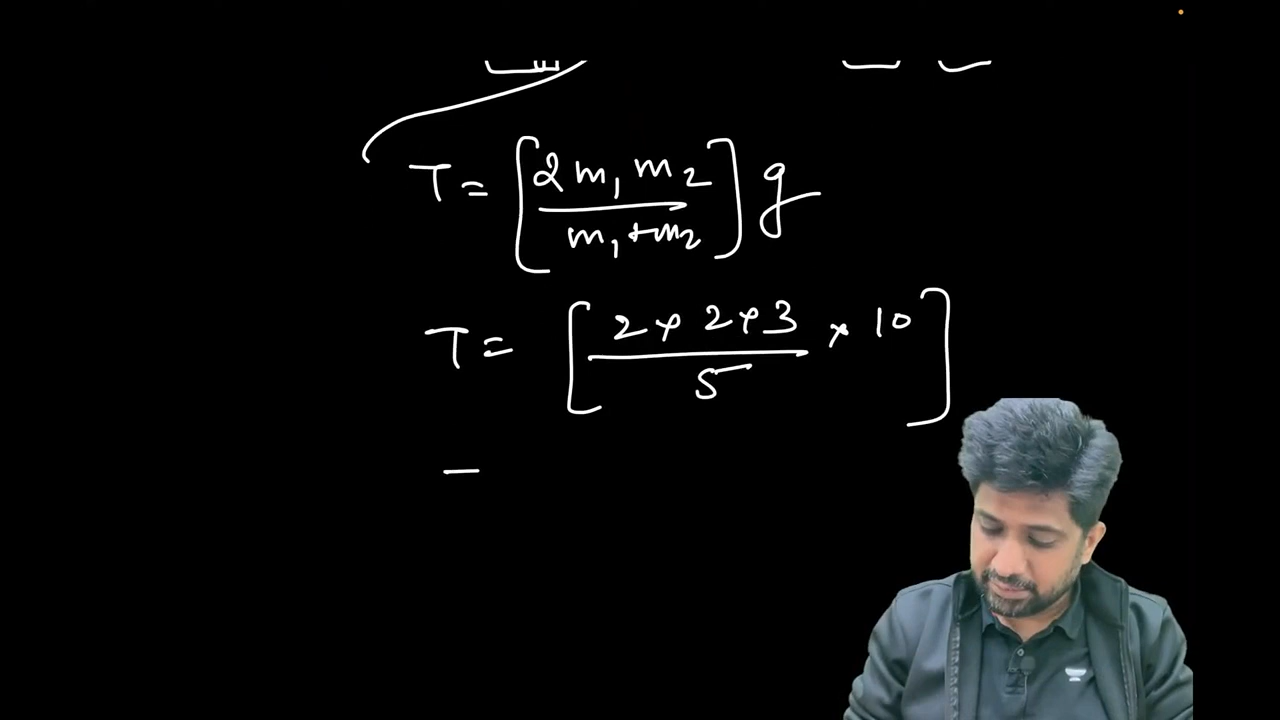 T = [2m₁m₂ / m₁+m₂] g
T = [2×2×3 / 5 × 10]